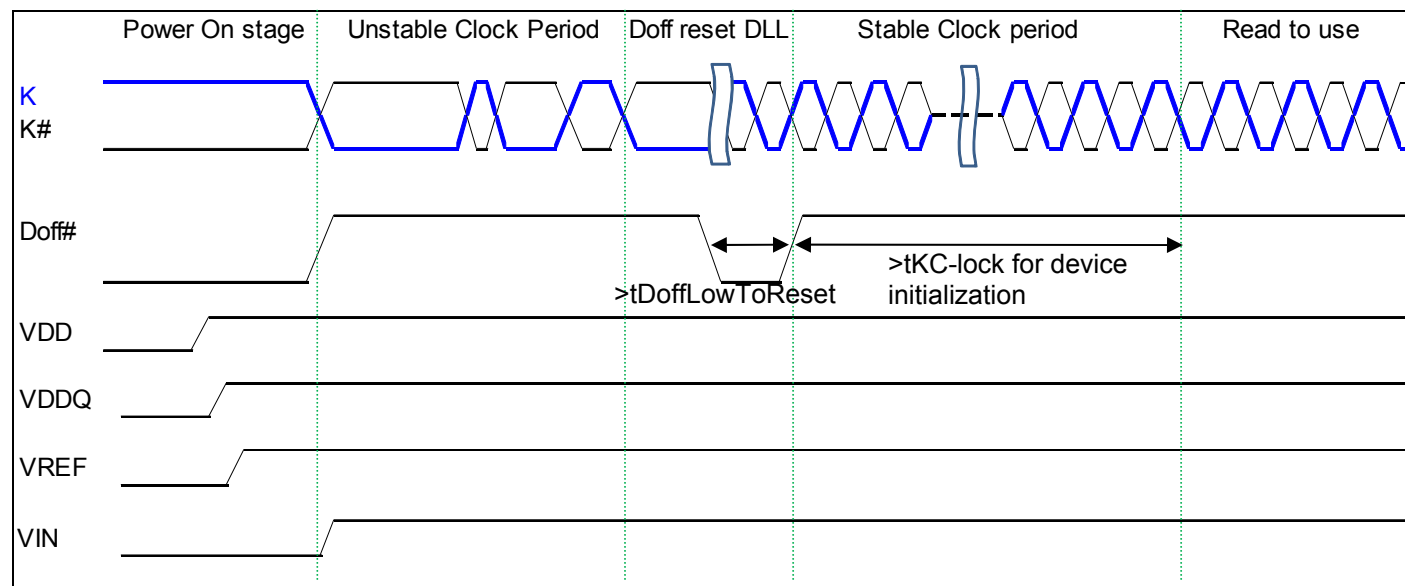 Power On stage
Unstable Clock Period
Doff reset DLL
Stable Clock period
Read to use
K
K#
Doff#
>tDoffLowToReset
>tKC-lock for device
initialization
VDD
VDDQ
VREF
VIN